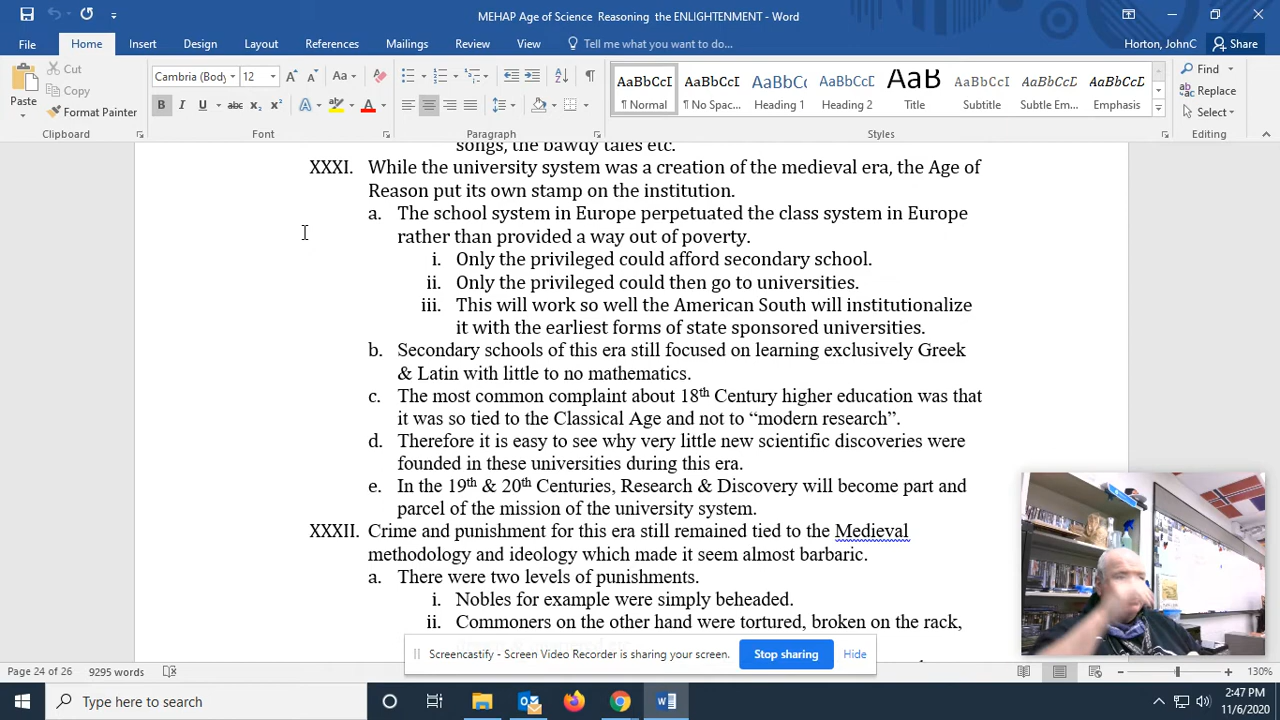 MEHAP Age of Science  Reasoning  the ENLIGHTENMENT - Word
File Home Insert Design Layout References Mailings Review View Tell me what you want to do... Horton, JohnC Share
Paste Cut Copy Format Painter
Cambria (Body 12
AaBbCcI AaBbCcI AaBbC( AaBbCcI AaB AaBbCcI AaBbCcI AaBbCcI
¶ Normal ¶ No Spac... Heading 1 Heading 2 Title Subtitle Subtle Em... Emphasis
Find Replace Select
Clipboard Font Paragraph Styles Editing
songs, the bawdy tales etc.
XXXI. While the university system was a creation of the medieval era, the Age of
Reason put its own stamp on the institution.
a. The school system in Europe perpetuated the class system in Europe
rather than provided a way out of poverty.
i. Only the privileged could afford secondary school.
ii. Only the privileged could then go to universities.
iii. This will work so well the American South will institutionalize
it with the earliest forms of state sponsored universities.
b. Secondary schools of this era still focused on learning exclusively Greek
& Latin with little to no mathematics.
c. The most common complaint about 18th Century higher education was that
it was so tied to the Classical Age and not to “modern research”.
d. Therefore it is easy to see why very little new scientific discoveries were
founded in these universities during this era.
e. In the 19th & 20th Centuries, Research & Discovery will become part and
parcel of the mission of the university system.
XXXII. Crime and punishment for this era still remained tied to the Medieval
methodology and ideology which made it seem almost barbaric.
a. There were two levels of punishments.
i. Nobles for example were simply beheaded.
ii. Commoners on the other hand were tortured, broken on the rack,
Screencastify - Screen Video Recorder is sharing your screen. Stop sharing Hide
Page 24 of 26 9295 words 130%
Type here to search
2:47 PM
11/6/2020